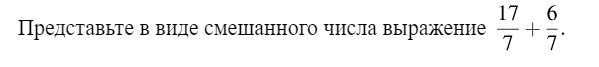 Представьте в виде смешанного числа выражение 17/7 + 6/7.